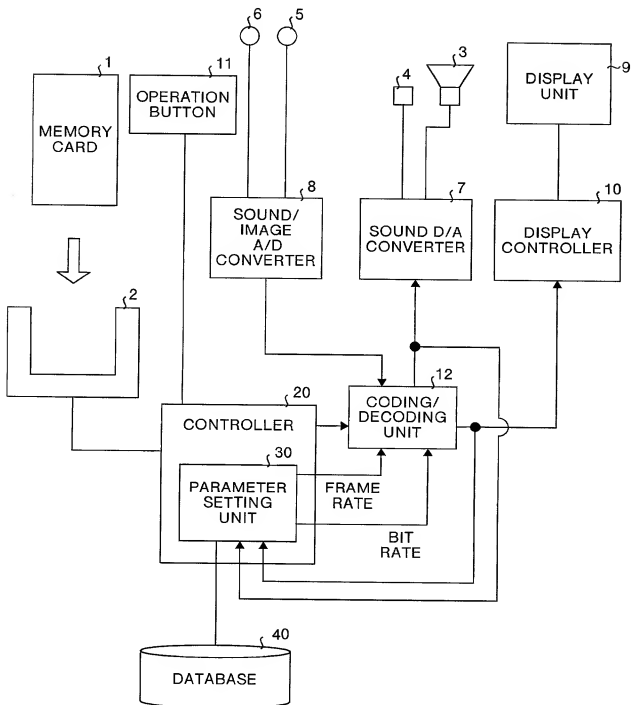 6
5
1
11
4
3
9
MEMORY
CARD
OPERATION
BUTTON
DISPLAY
UNIT
8
7
10
SOUND/
IMAGE
A/D
CONVERTER
SOUND D/A
CONVERTER
DISPLAY
CONTROLLER
2
12
CODING/
DECODING
UNIT
20
CONTROLLER
30
PARAMETER
SETTING
UNIT
FRAME
RATE
BIT
RATE
40
DATABASE